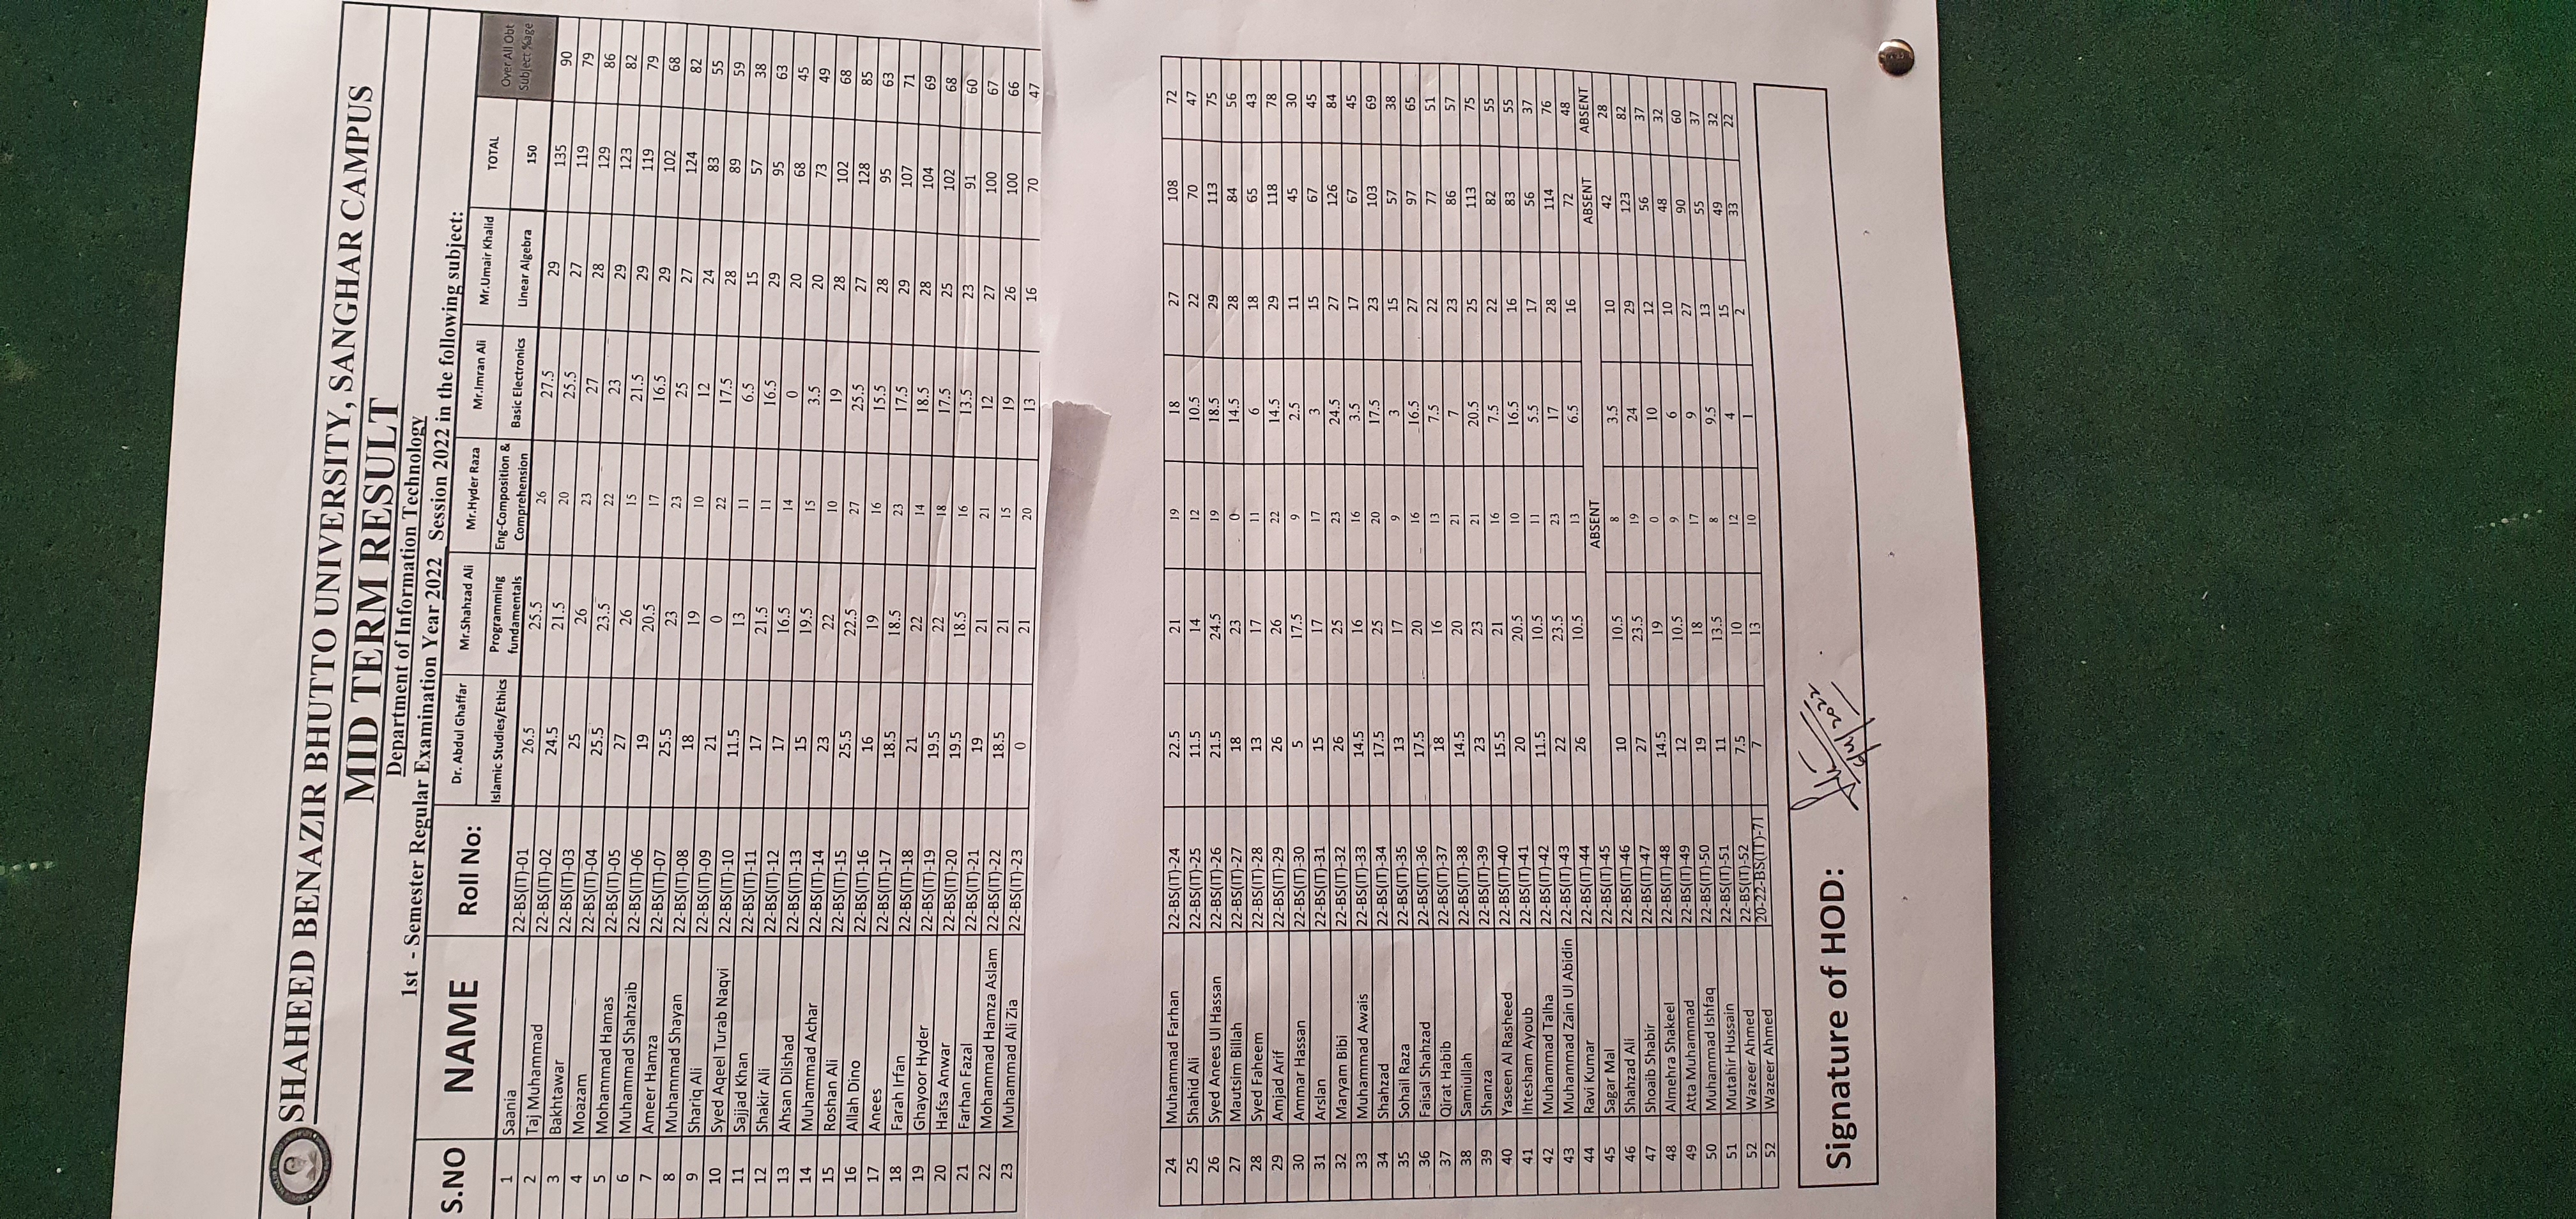 SHAHEED BENAZIR BHUTTO UNIVERSITY, SANGHAR CAMPUS
MID TERM RESULT
Department of Information Technology
1st - Semester Regular Examination Year 2022 Session 2022 in the following subject:
S.NO NAME Roll No: Dr. Abdul Ghaffar Mr.Shahzad Ali Mr.Hyder Raza Mr.Imran Ali Mr.Umair Khalid TOTAL Over All Obt Subject %age
Islamic Studies/Ethics Programming fundamentals Eng-Composition & Comprehension Basic Electronics Linear Algebra 150
1 Saania 22-BS(IT)-01 26.5 25.5 26 27.5 29 135 90
2 Taj Muhammad 22-BS(IT)-02 24.5 21.5 20 25.5 27 119 79
3 Bakhtawar 22-BS(IT)-03 25 26 23 27 28 129 86
4 Moazam 22-BS(IT)-04 25.5 23.5 22 23 29 123 82
5 Mohammad Hamas 22-BS(IT)-05 27 26 15 21.5 29 119 79
6 Muhammad Shahzaib 22-BS(IT)-06 19 20.5 17 16.5 29 102 68
7 Ameer Hamza 22-BS(IT)-07 25.5 23 23 25 27 124 82
8 Muhammad Shayan 22-BS(IT)-08 18 19 10 12 24 83 55
9 Shariq Ali 22-BS(IT)-09 21 0 22 17.5 28 89 59
10 Syed Aqeel Turab Naqvi 22-BS(IT)-10 11.5 13 11 6.5 15 57 38
11 Sajjad Khan 22-BS(IT)-11 17 21.5 11 16.5 29 95 63
12 Shakir Ali 22-BS(IT)-12 17 16.5 14 0 20 68 45
13 Ahsan Dilshad 22-BS(IT)-13 15 19.5 15 3.5 20 73 49
14 Muhammad Achar 22-BS(IT)-14 23 22 10 19 28 102 68
15 Roshan Ali 22-BS(IT)-15 25.5 22.5 27 25.5 27 128 85
16 Allah Dino 22-BS(IT)-16 16 19 16 15.5 28 95 63
17 Anees 22-BS(IT)-17 18.5 18.5 23 17.5 29 107 71
18 Farah Irfan 22-BS(IT)-18 21 22 14 18.5 28 104 69
19 Ghayoor Hyder 22-BS(IT)-19 19.5 22 18 17.5 25 102 68
20 Hafsa Anwar 22-BS(IT)-20 19.5 18.5 16 13.5 23 91 60
21 Farhan Fazal 22-BS(IT)-21 19 21 21 12 27 100 67
22 Mohammad Hamza Aslam 22-BS(IT)-22 18.5 21 15 19 26 100 66
23 Muhammad Ali Zia 22-BS(IT)-23 0 21 20 13 16 70 47
24 Muhammad Farhan 22-BS(IT)-24 22.5 21 19 18 27 108 72
25 Shahid Ali 22-BS(IT)-25 11.5 14 12 10.5 22 70 47
26 Syed Anees Ul Hassan 22-BS(IT)-26 21.5 24.5 19 18.5 29 113 75
27 Mautsim Billah 22-BS(IT)-27 18 23 0 14.5 28 84 56
28 Syed Faheem 22-BS(IT)-28 13 17 11 6 18 65 43
29 Amjad Arif 22-BS(IT)-29 26 26 22 14.5 29 118 78
30 Ammar Hassan 22-BS(IT)-30 5 17.5 9 2.5 11 45 30
31 Arslan 22-BS(IT)-31 15 17 17 3 15 67 45
32 Maryam Bibi 22-BS(IT)-32 26 25 23 24.5 27 126 84
33 Muhammad Awais 22-BS(IT)-33 14.5 16 16 3.5 17 67 45
34 Shahzad 22-BS(IT)-34 17.5 25 20 17.5 23 103 69
35 Sohail Raza 22-BS(IT)-35 13 17 9 3 15 57 38
36 Faisal Shahzad 22-BS(IT)-36 17.5 20 16 16.5 27 97 65
37 Qirat Habib 22-BS(IT)-37 18 16 13 7.5 22 77 51
38 Samiullah 22-BS(IT)-38 14.5 20 21 7 23 86 57
39 Shanza 22-BS(IT)-39 23 23 21 20.5 25 113 75
40 Yaseen Al Rasheed 22-BS(IT)-40 15.5 21 16 7.5 22 82 55
41 Ihtesham Ayoub 22-BS(IT)-41 20 20.5 10 16.5 16 83 55
42 Muhammad Talha 22-BS(IT)-42 11.5 10.5 11 5.5 17 56 37
43 Muhammad Zain Ul Abidin 22-BS(IT)-43 22 23.5 23 17 28 114 76
44 Ravi Kumar 22-BS(IT)-44 26 10.5 13 6.5 16 72 48
45 Sagar Mal 22-BS(IT)-45 ABSENT ABSENT ABSENT
46 Shahzad Ali 22-BS(IT)-46 10 10.5 8 3.5 10 42 28
47 Shoaib Shabir 22-BS(IT)-47 27 23.5 19 24 29 123 82
48 Almehra Shakeel 22-BS(IT)-48 14.5 19 0 10 12 56 37
49 Atta Muhammad 22-BS(IT)-49 12 10.5 9 6 10 48 32
50 Muhammad Ishfaq 22-BS(IT)-50 19 18 17 9 27 90 60
51 Mutahir Hussain 22-BS(IT)-51 11 13.5 8 9.5 13 55 37
52 Wazeer Ahmed 22-BS(IT)-52 7.5 10 12 4 15 49 32
52 Wazeer Ahmed 20-22-BS(IT)-71 7 13 10 1 2 33 22
Signature of HOD: